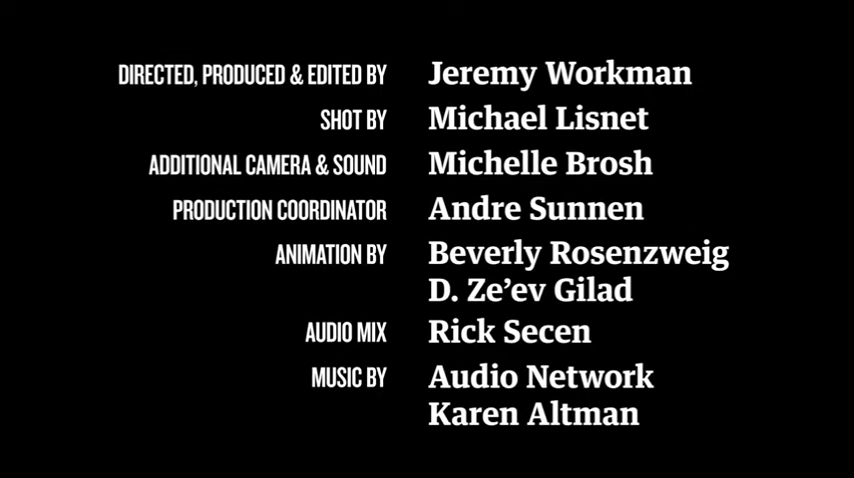 DIRECTED, PRODUCED & EDITED BY Jeremy Workman
SHOT BY Michael Lisnet
ADDITIONAL CAMERA & SOUND Michelle Brosh
PRODUCTION COORDINATOR Andre Sunnen
ANIMATION BY Beverly Rosenzweig
D. Ze’ev Gilad
AUDIO MIX Rick Secen
MUSIC BY Audio Network
Karen Altman